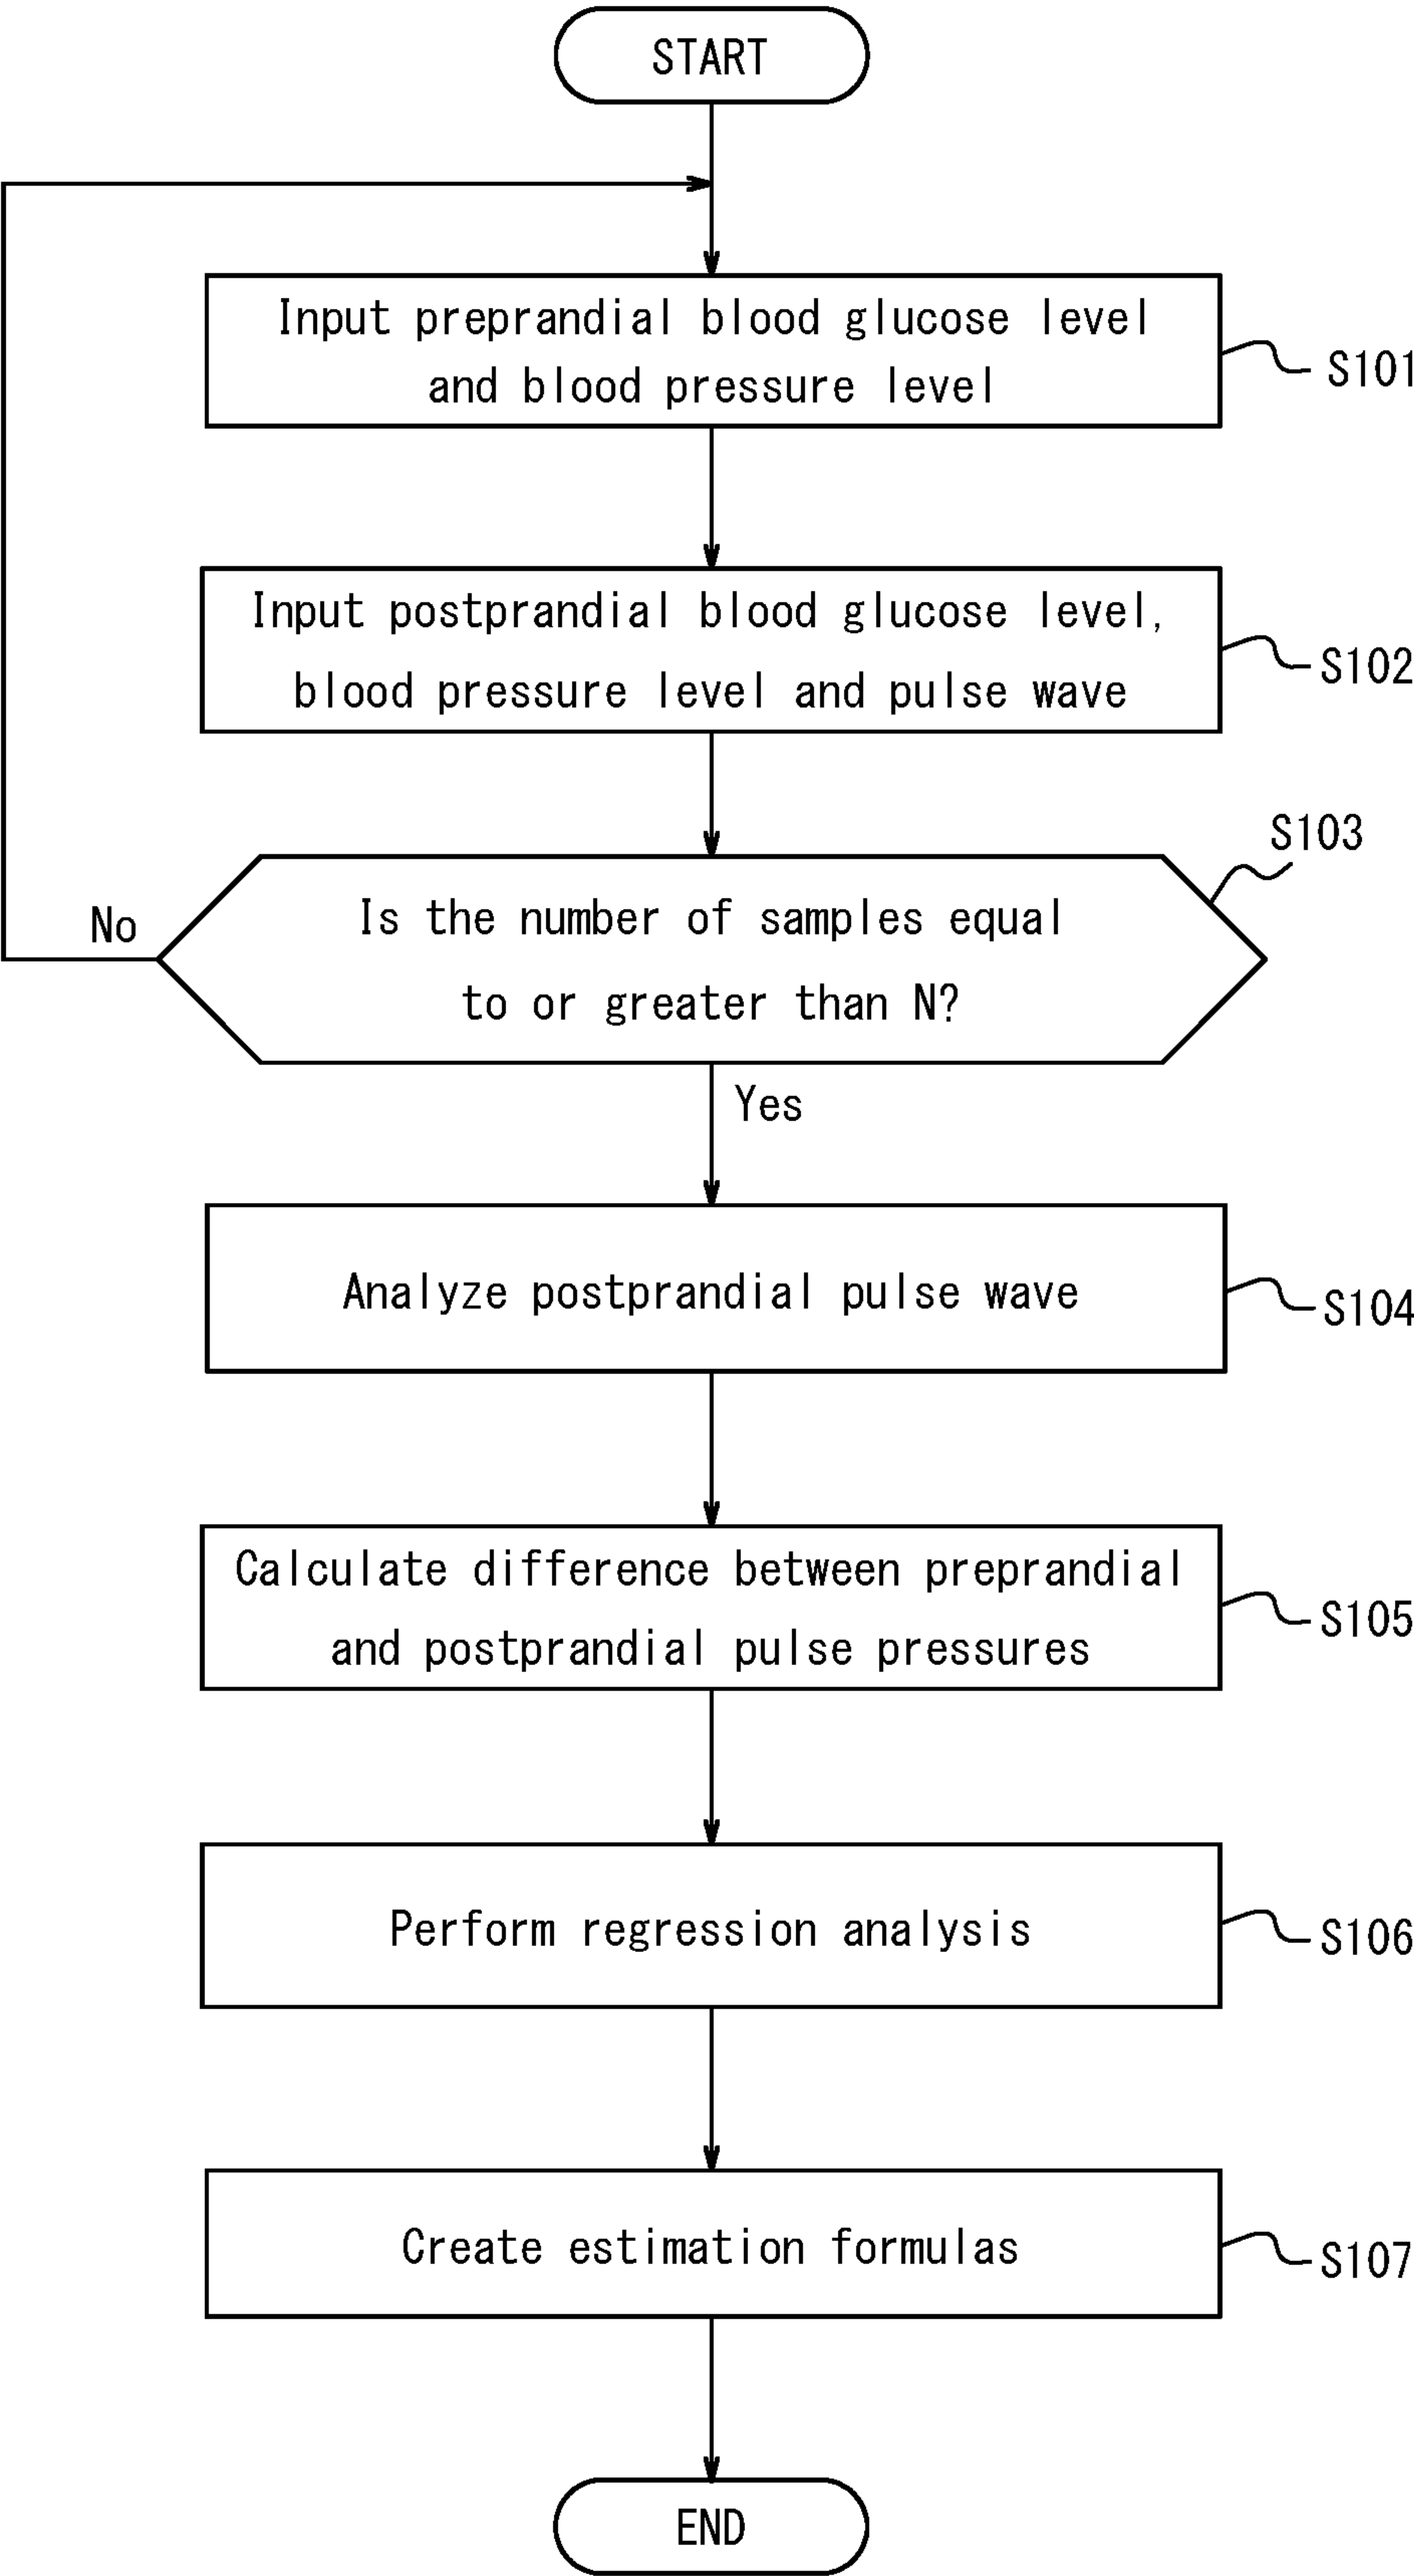 START
Input preprandial blood glucose level
and blood pressure level
S101
Input postprandial blood glucose level,
blood pressure level and pulse wave
S102
S103
Is the number of samples equal
to or greater than N?
No
Yes
Analyze postprandial pulse wave
S104
Calculate difference between preprandial
and postprandial pulse pressures
S105
Perform regression analysis
S106
Create estimation formulas
S107
END